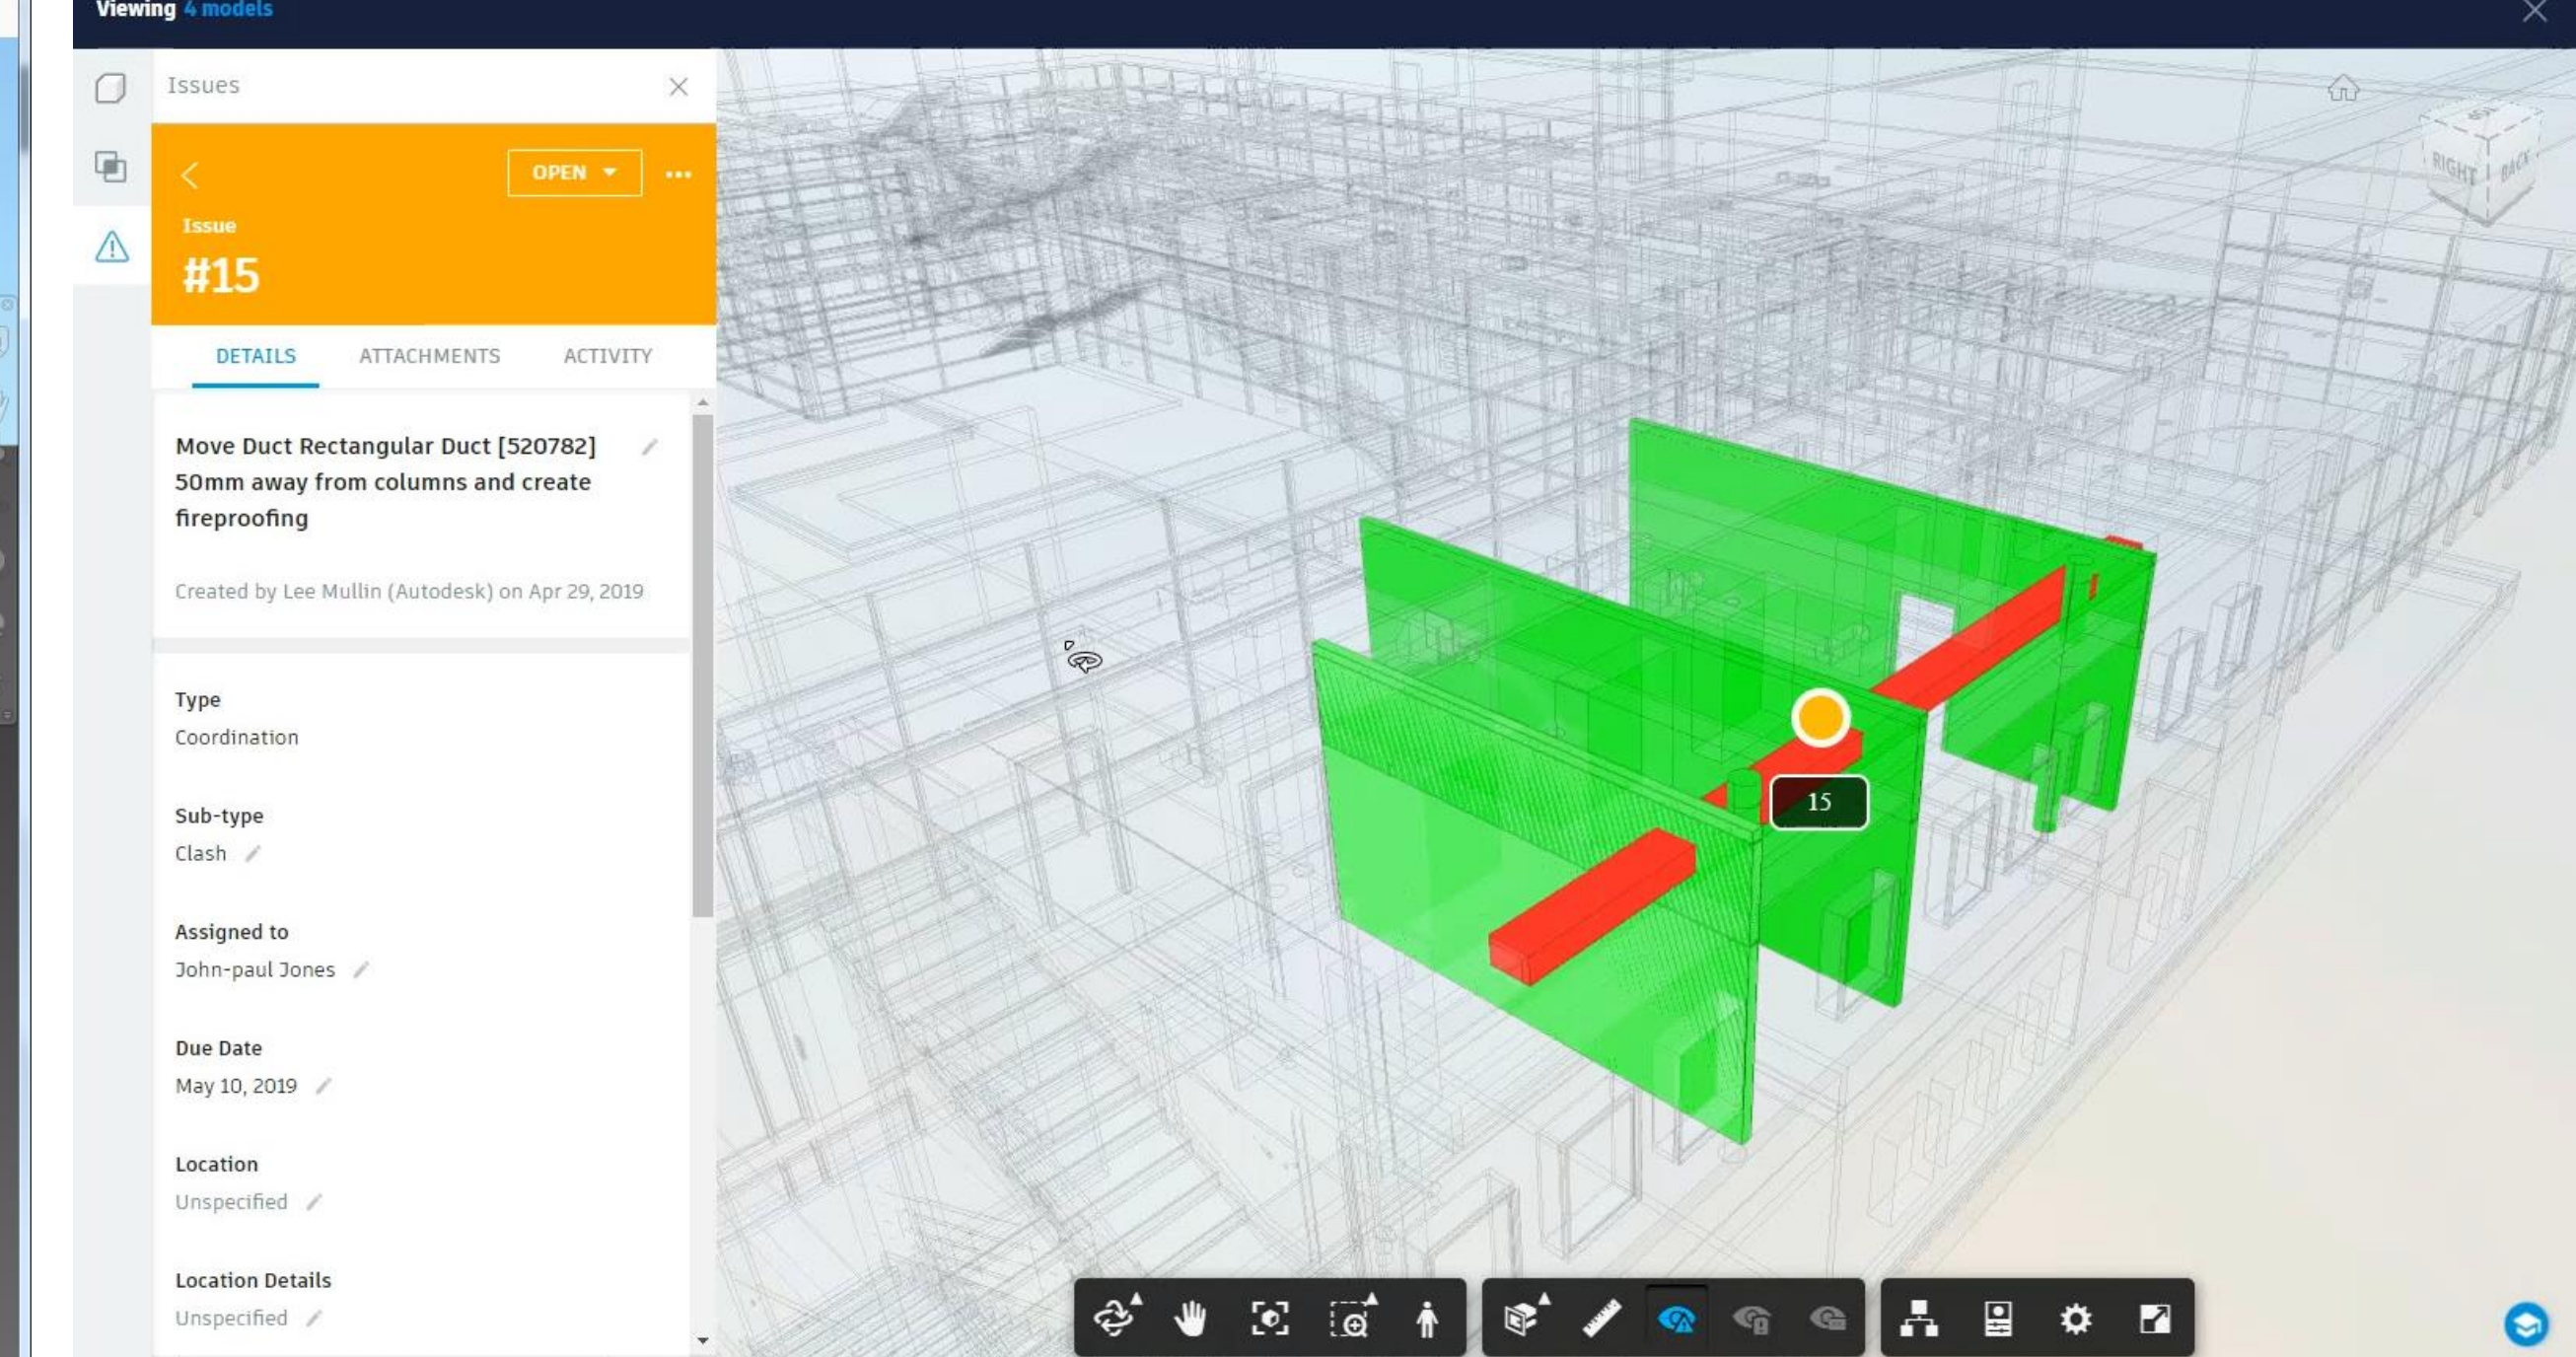 Viewing 4 models
Issues
OPEN
Issue
#15
DETAILS ATTACHMENTS ACTIVITY
Move Duct Rectangular Duct [520782]
50mm away from columns and create
fireproofing
Created by Lee Mullin (Autodesk) on Apr 29, 2019
Type
Coordination
Sub-type
Clash
Assigned to
John-paul Jones
Due Date
May 10, 2019
Location
Unspecified
Location Details
Unspecified
RIGHT BACK
15